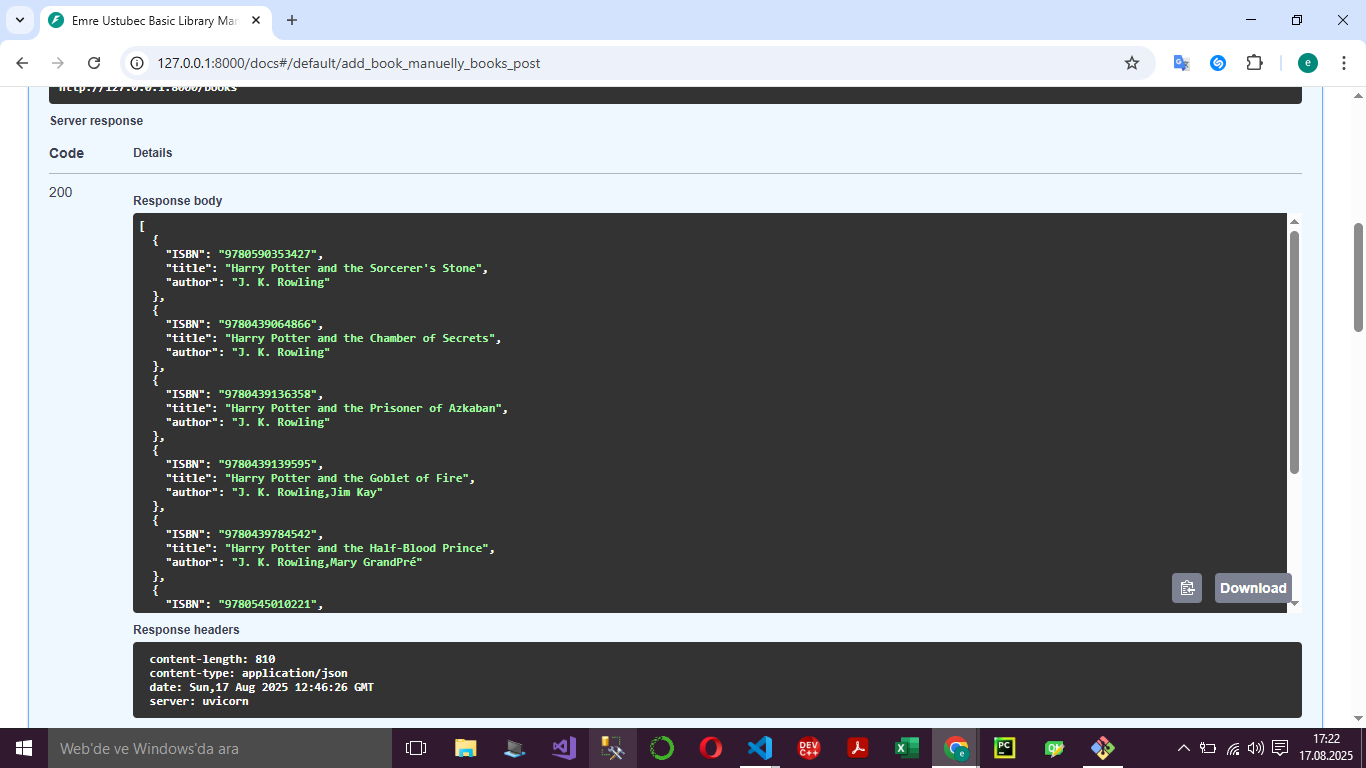 Emre Ustubec Basic Library Mar
127.0.0.1:8000/docs#/default/add_book_manuelly_books_post
http://127.0.0.1:8000/books
Server response
Code Details
200
Response body
[
  {
    "ISBN": "9780590353427",
    "title": "Harry Potter and the Sorcerer's Stone",
    "author": "J. K. Rowling"
  },
  {
    "ISBN": "9780439064866",
    "title": "Harry Potter and the Chamber of Secrets",
    "author": "J. K. Rowling"
  },
  {
    "ISBN": "9780439136358",
    "title": "Harry Potter and the Prisoner of Azkaban",
    "author": "J. K. Rowling"
  },
  {
    "ISBN": "9780439139595",
    "title": "Harry Potter and the Goblet of Fire",
    "author": "J. K. Rowling,Jim Kay"
  },
  {
    "ISBN": "9780439784542",
    "title": "Harry Potter and the Half-Blood Prince",
    "author": "J. K. Rowling,Mary GrandPré"
  },
  {
    "ISBN": "9780545010221",
Download
Response headers
content-length: 810
content-type: application/json
date: Sun,17 Aug 2025 12:46:26 GMT
server: uvicorn
Web'de ve Windows'da ara
DEV C++
PC
17:22
17.08.2025